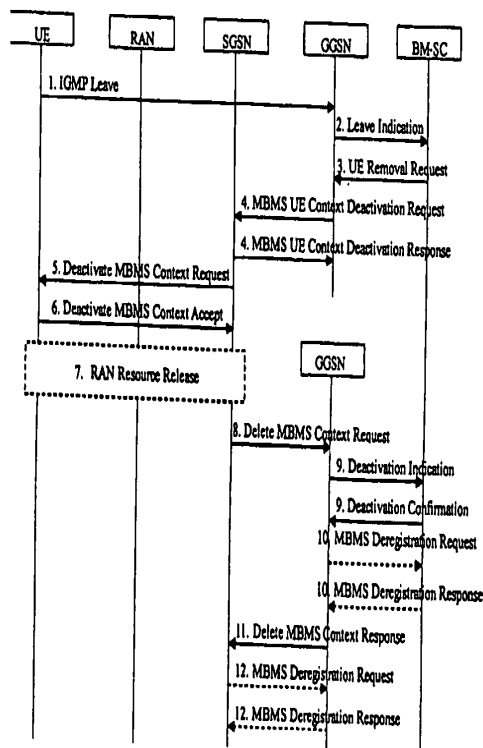 UE RAN SGSN GGSN BM-SC
1. IGMP Leave
2. Leave Indication
3. UE Removal Request
4. MBMS UE Context Deactivation Request
4. MBMS UE Context Deactivation Response
5. Deactivate MBMS Context Request
6. Deactivate MBMS Context Accept
GGSN
7. RAN Resource Release
8. Delete MBMS Context Request
9. Deactivation Indication
9. Deactivation Confirmation
10. MBMS Deregistration Request
10. MBMS Deregistration Response
11. Delete MBMS Context Response
12. MBMS Deregistration Request
12. MBMS Deregistration Response